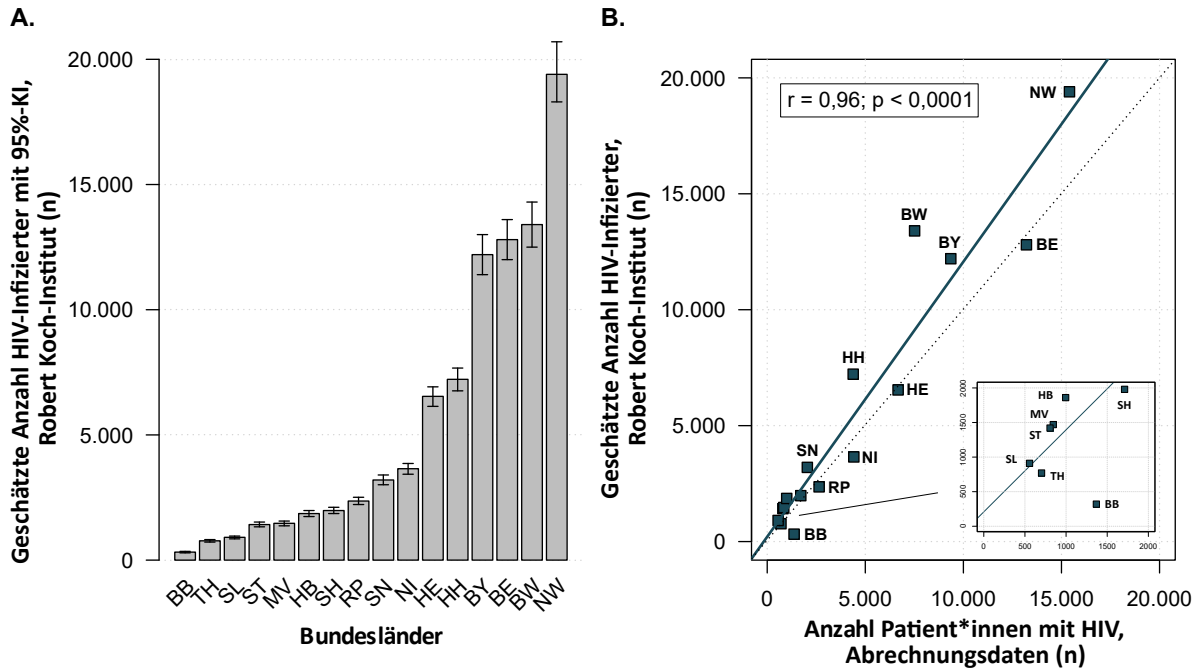 A.
Geschätzte Anzahl HIV-Infizierter mit 95%-KI,
Robert Koch-Institut (n)
20.000
15.000
10.000
5.000
0
BB
TH
SL
ST
MV
HB
SH
RP
SN
NI
HE
HH
BY
BE
BW
NW
Bundesländer
B.
Geschätzte Anzahl HIV-Infizierter,
Robert Koch-Institut (n)
20.000
15.000
10.000
5.000
0
r = 0,96; p < 0,0001
NW
BW
BY
BE
HH
HE
SN
NI
RP
BB
2000
1500
1000
500
0
HB
SH
MV
ST
SL
TH
BB
0 500 1000 1500 2000
0 5.000 10.000 15.000 20.000
Anzahl Patient*innen mit HIV,
Abrechnungsdaten (n)